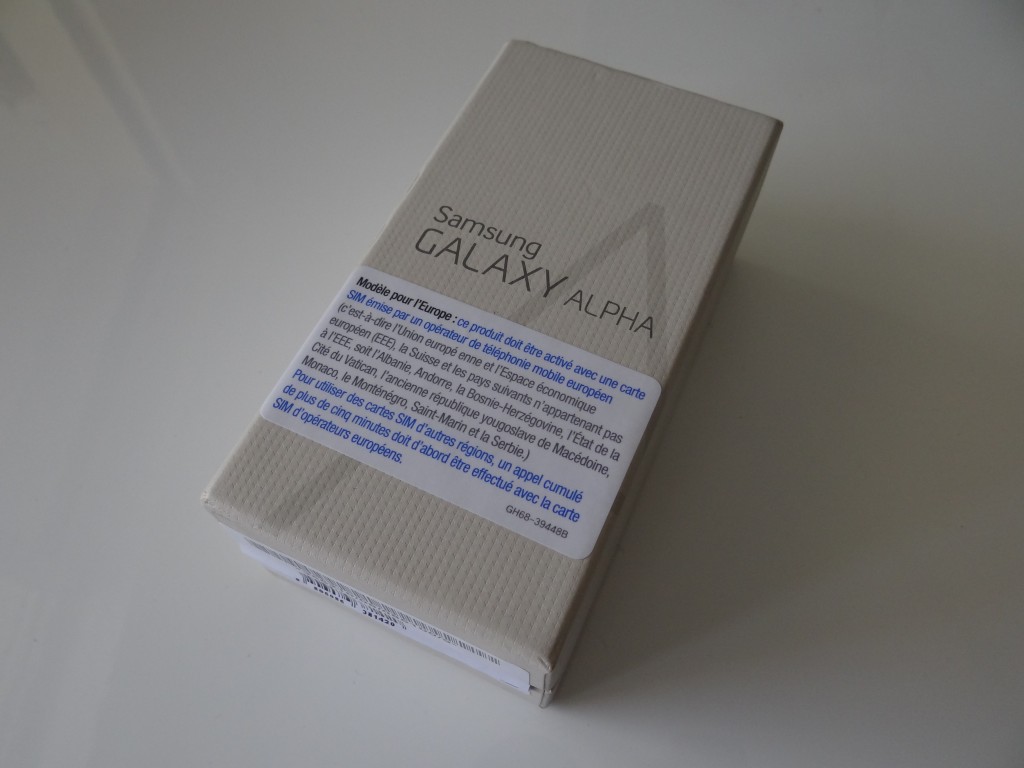 Samsung
GALAXY ALPHA
Modèle pour l'Europe : ce produit doit être activé avec une carte
SIM émise par un opérateur de téléphonie mobile européen
(c'est-à-dire l'Union europé enne et l'Espace économique
européen (EEE), la Suisse et les pays suivants n'appartenant pas
à l'EEE, soit l'Albanie, Andorre, la Bosnie-Herzégovine, l'État de la
Cité du Vatican, l'ancienne république yougoslave de Macédoine,
Monaco, le Monténégro, Saint-Marin et la Serbie.)
Pour utiliser des cartes SIM d'autres régions, un appel cumulé
de plus de cinq minutes doit d'abord être effectué avec la carte
SIM d'opérateurs européens.
GH68-39448B